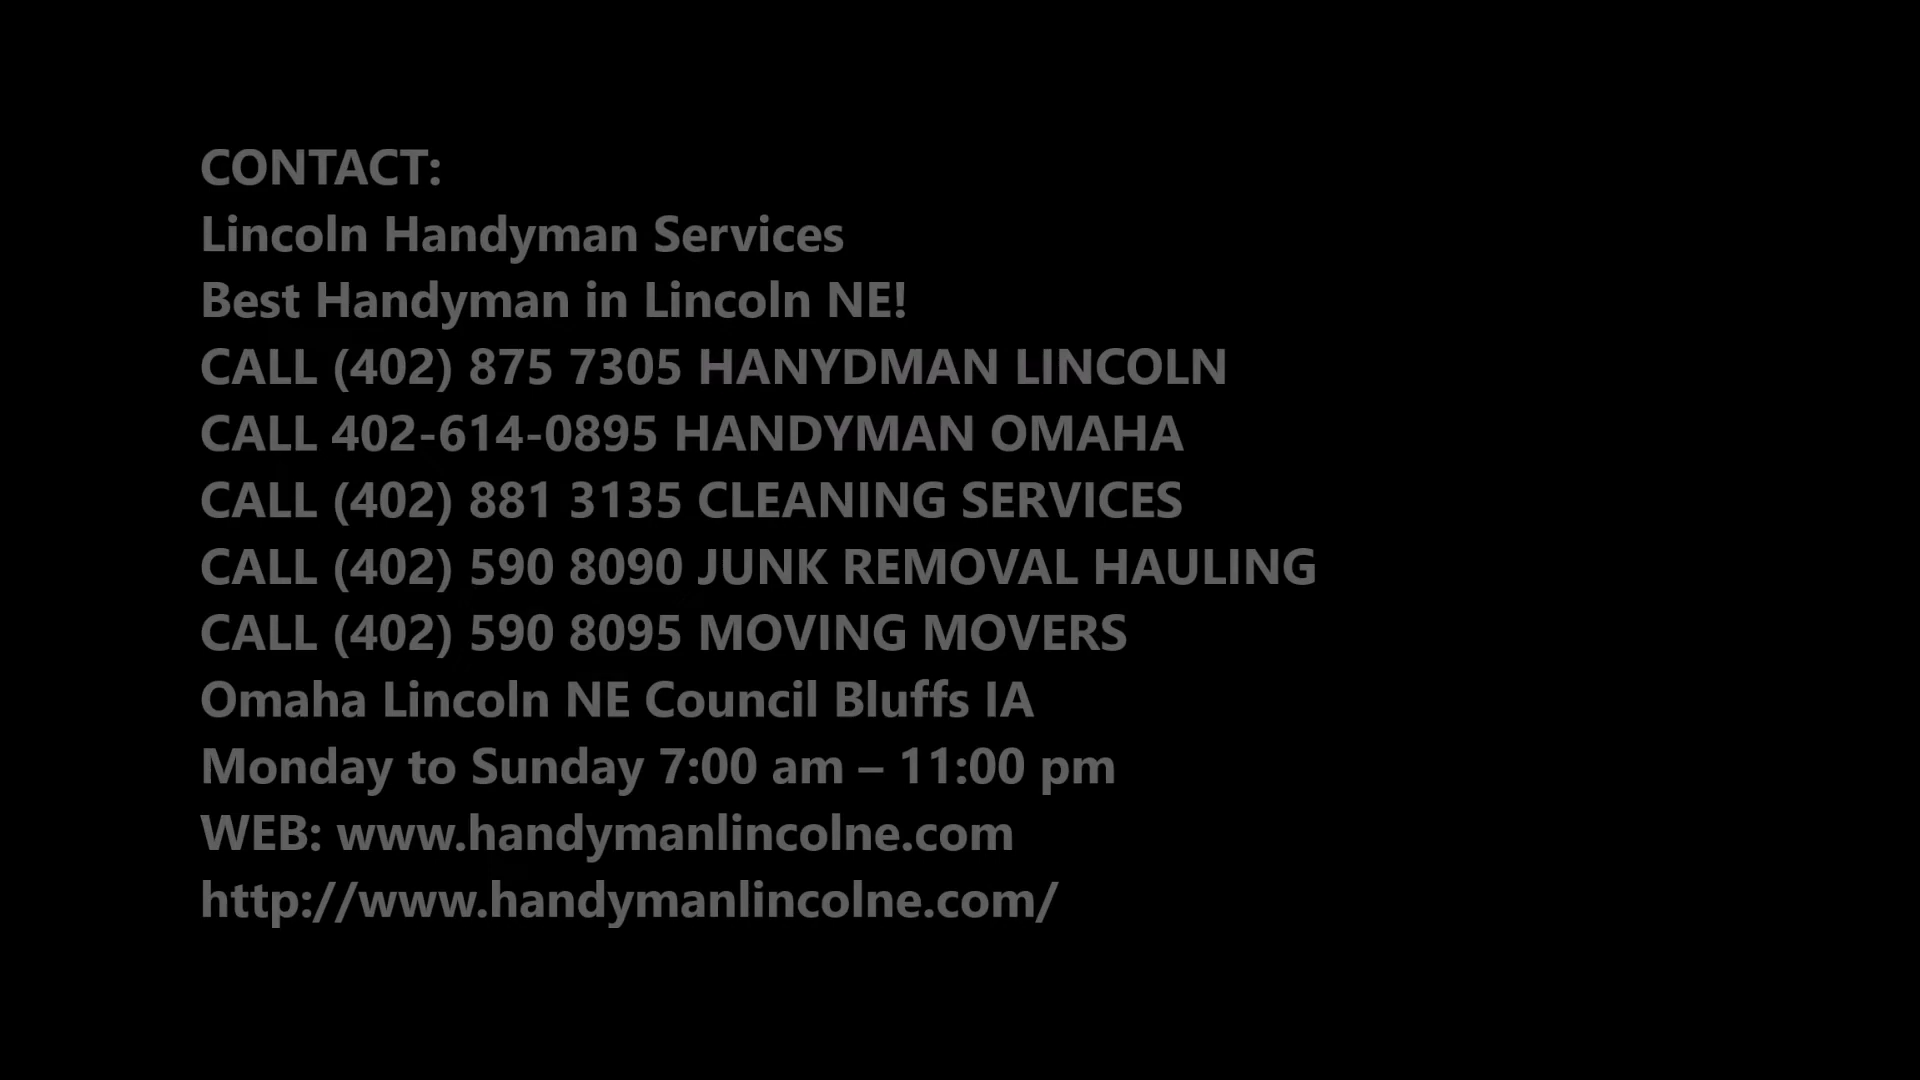 CONTACT:
Lincoln Handyman Services
Best Handyman in Lincoln NE!
CALL (402) 875 7305 HANYDMAN LINCOLN
CALL 402-614-0895 HANDYMAN OMAHA
CALL (402) 881 3135 CLEANING SERVICES
CALL (402) 590 8090 JUNK REMOVAL HAULING
CALL (402) 590 8095 MOVING MOVERS
Omaha Lincoln NE Council Bluffs IA
Monday to Sunday 7:00 am – 11:00 pm
WEB: www.handymanlincolne.com
http://www.handymanlincolne.com/